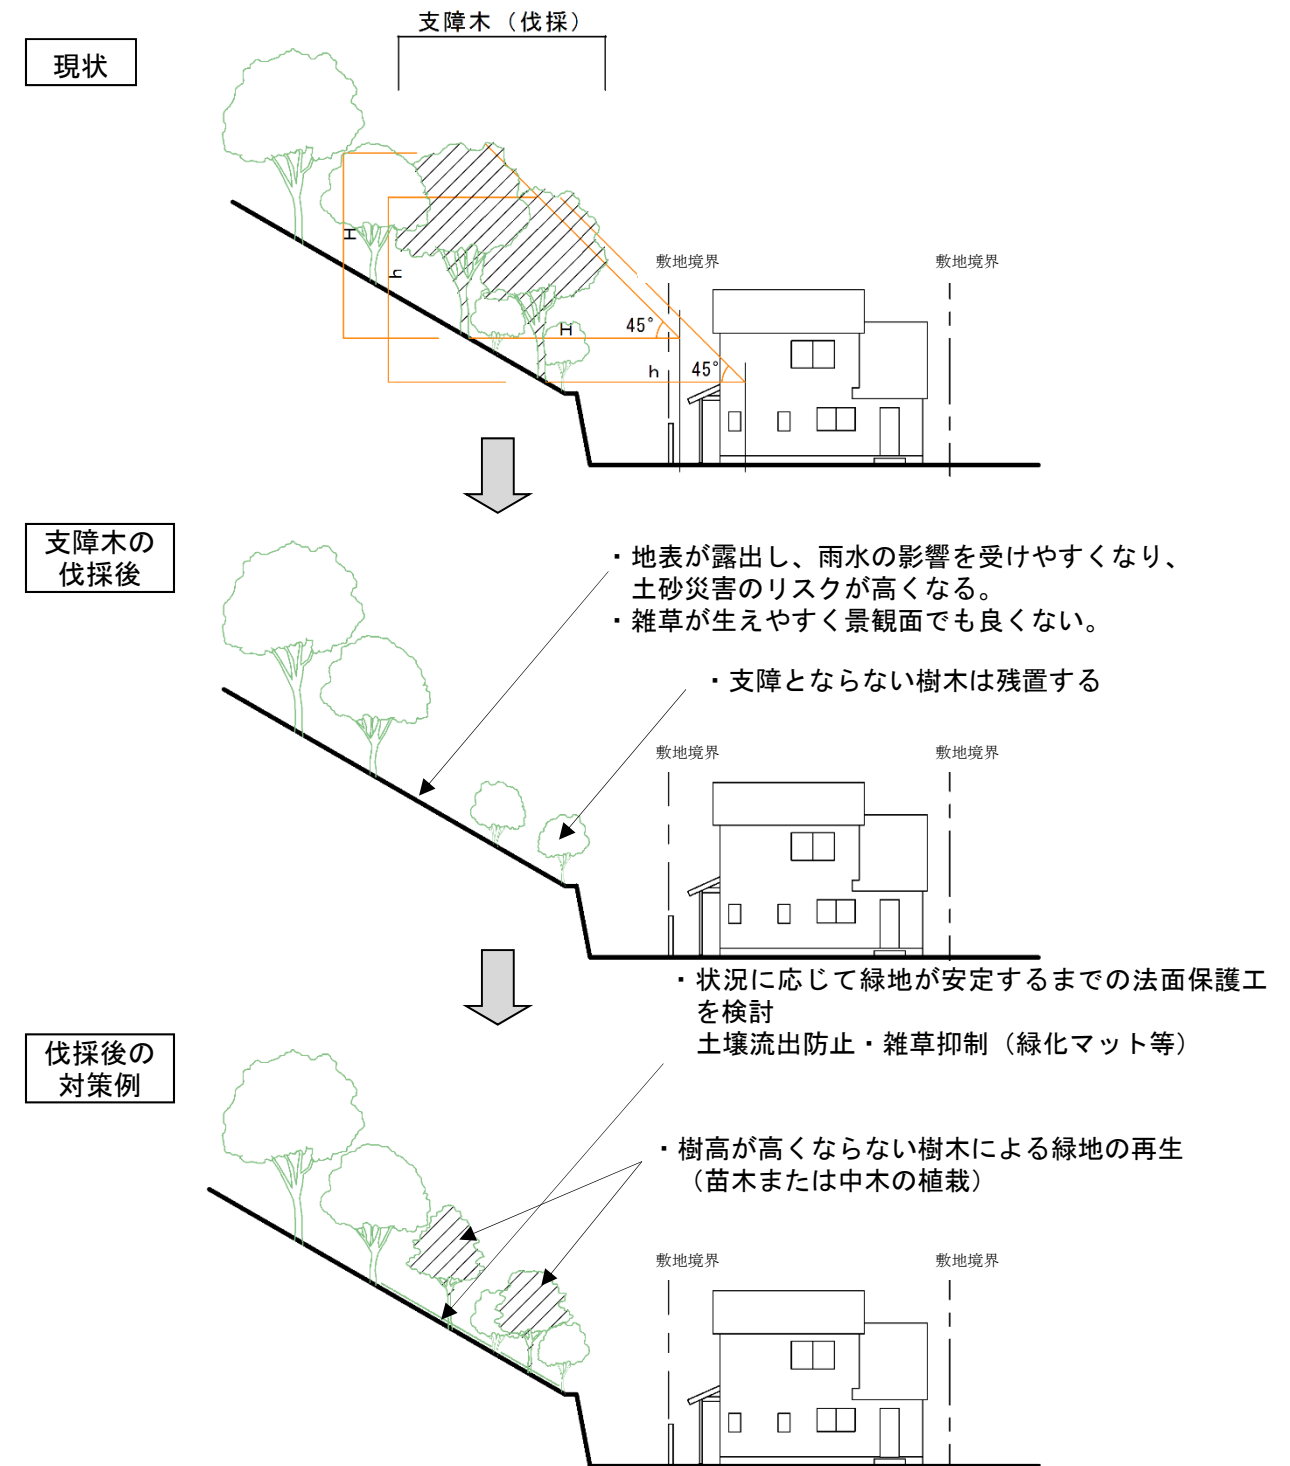 支障木（伐採）
現状
H
h
敷地境界
敷地境界
45°
H
45°
h
支障木の
伐採後
・地表が露出し、雨水の影響を受けやすくなり、
土砂災害のリスクが高くなる。
・雑草が生えやすく景観面でも良くない。
・支障とならない樹木は残置する
敷地境界
敷地境界
・状況に応じて緑地が安定するまでの法面保護工
を検討
土壌流出防止・雑草抑制（緑化マット等）
伐採後の
対策例
・樹高が高くならない樹木による緑地の再生
（苗木または中木の植栽）
敷地境界
敷地境界